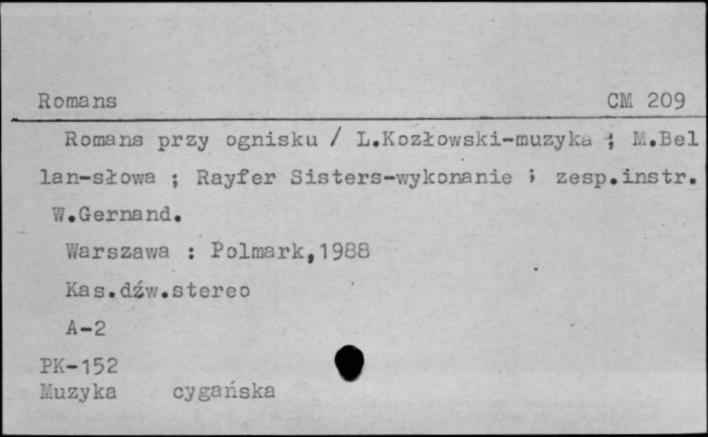 Romans CM 209
Romans przy ognisku / L.Kozłowski-muzyka ; M.Bel
lan-słowa ; Rayfer Sisters-wykonanie ; zesp.instr.
W.Gernand.
Warszawa : Polmark,1988
Kas.dźw.stereo
A-2
PK-152
Muzyka cygańska